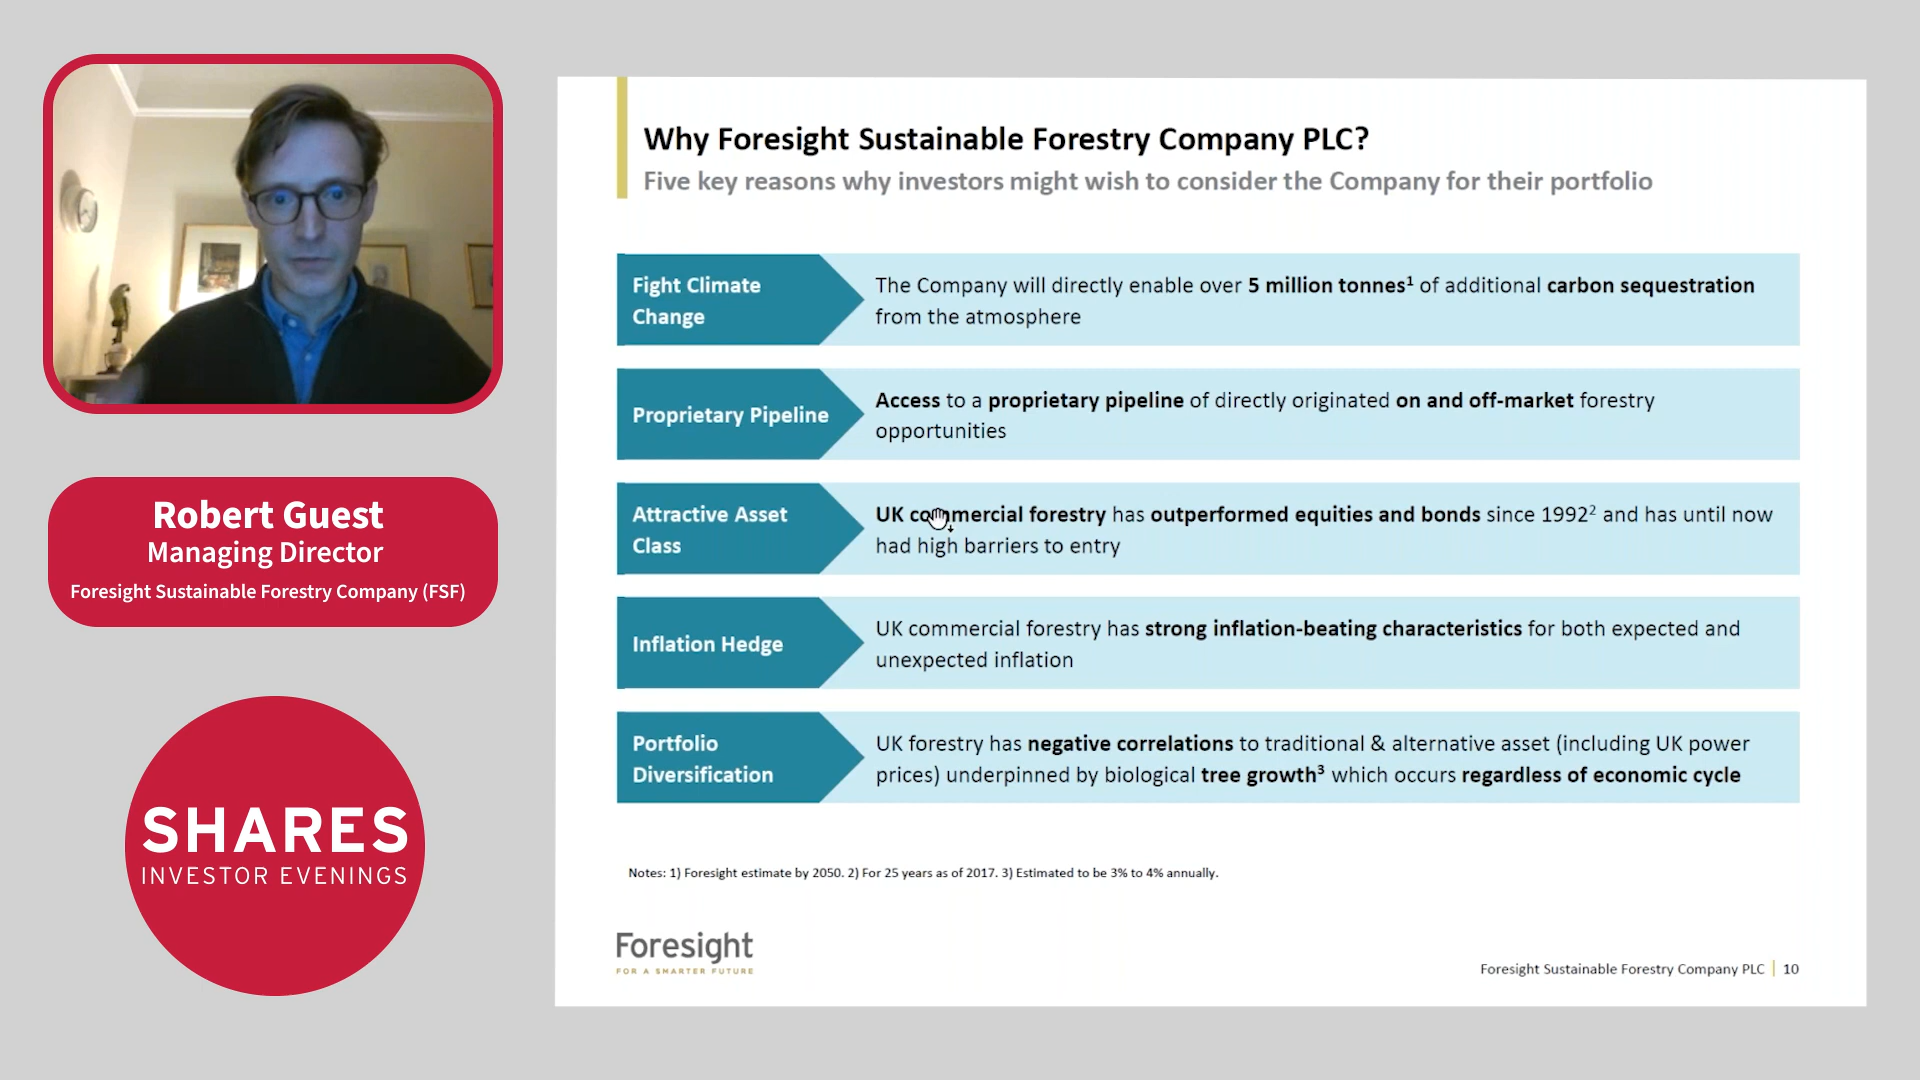 Why Foresight Sustainable Forestry Company PLC?
Five key reasons why investors might wish to consider the Company for their portfolio
Fight Climate
Change
The Company will directly enable over 5 million tonnes¹ of additional carbon sequestration
from the atmosphere
Proprietary Pipeline
Access to a proprietary pipeline of directly originated on and off-market forestry
opportunities
Attractive Asset
Class
UK commercial forestry has outperformed equities and bonds since 1992² and has until now
had high barriers to entry
Inflation Hedge
UK commercial forestry has strong inflation-beating characteristics for both expected and
unexpected inflation
Portfolio
Diversification
UK forestry has negative correlations to traditional & alternative asset (including UK power
prices) underpinned by biological tree growth³ which occurs regardless of economic cycle
Notes: 1) Foresight estimate by 2050. 2) For 25 years as of 2017. 3) Estimated to be 3% to 4% annually.
Foresight
FOR A SMARTER FUTURE
Foresight Sustainable Forestry Company PLC | 10
Robert Guest
Managing Director
Foresight Sustainable Forestry Company (FSF)
SHARES
INVESTOR EVENINGS